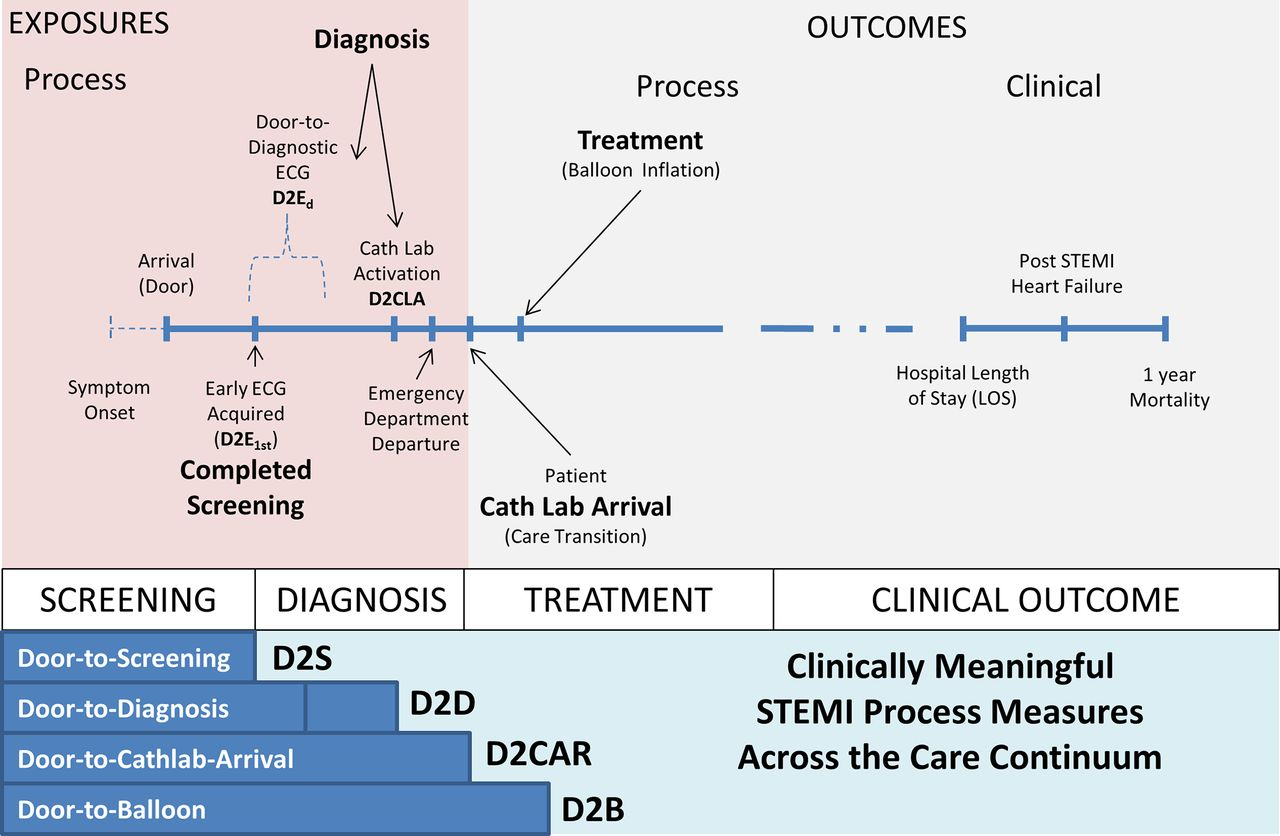 EXPOSURES
Process
Diagnosis
OUTCOMES
Process
Clinical
Door-to-
Diagnostic
ECG
D2Ed
Treatment
(Balloon Inflation)
Arrival
(Door)
Cath Lab
Activation
D2CLA
Post STEMI
Heart Failure
Symptom
Onset
Early ECG
Acquired
(D2E1st)
Completed
Screening
Emergency
Department
Departure
Patient
Cath Lab Arrival
(Care Transition)
Hospital Length
of Stay (LOS)
1 year
Mortality
SCREENING
DIAGNOSIS
TREATMENT
CLINICAL OUTCOME
Door-to-Screening
D2S
Door-to-Diagnosis
D2D
Door-to-Cathlab-Arrival
D2CAR
Door-to-Balloon
D2B
Clinically Meaningful
STEMI Process Measures
Across the Care Continuum